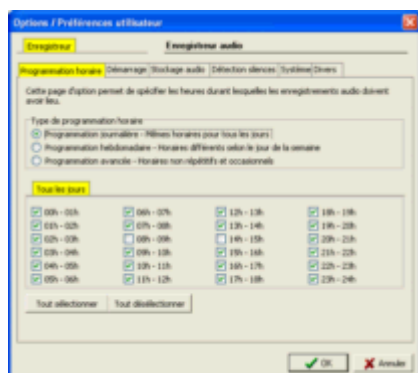 Options / Préférences utilisateur
Enregistreur
Enregistreur audio
Programmation horaire Démarrage Stockage audio Détection silences Système Divers
Cette page d'option permet de spécifier les heures durant lesquelles les enregistrements audio doivent
avoir lieu.
Type de programmation horaire
Programmation journalière - Mêmes horaires pour tous les jours
Programmation hebdomadaire - Horaires différents selon le jour de la semaine
Programmation avancée - Horaires non répétitifs et occasionnels
Tous les jours
00h - 01h 06h - 07h 12h - 13h 18h - 19h
01h - 02h 07h - 08h 13h - 14h 19h - 20h
02h - 03h 08h - 09h 14h - 15h 20h - 21h
03h - 04h 09h - 10h 15h - 16h 21h - 22h
04h - 05h 10h - 11h 16h - 17h 22h - 23h
05h - 06h 11h - 12h 17h - 18h 23h - 24h
Tout sélectionner Tout désélectionner
OK Annuler